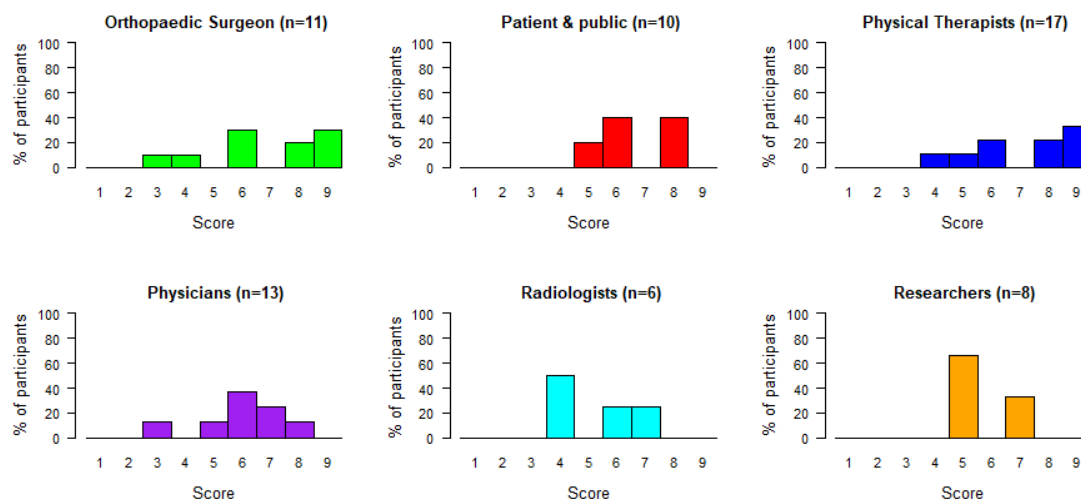 Orthopaedic Surgeon (n=11)
% of participants
100
80
60
40
20
0
1 2 3 4 5 6 7 8 9
Score
Patient & public (n=10)
% of participants
100
80
60
40
20
0
1 2 3 4 5 6 7 8 9
Score
Physical Therapists (n=17)
% of participants
100
80
60
40
20
0
1 2 3 4 5 6 7 8 9
Score
Physicians (n=13)
% of participants
100
80
60
40
20
0
1 2 3 4 5 6 7 8 9
Score
Radiologists (n=6)
% of participants
100
80
60
40
20
0
1 2 3 4 5 6 7 8 9
Score
Researchers (n=8)
% of participants
100
80
60
40
20
0
1 2 3 4 5 6 7 8 9
Score